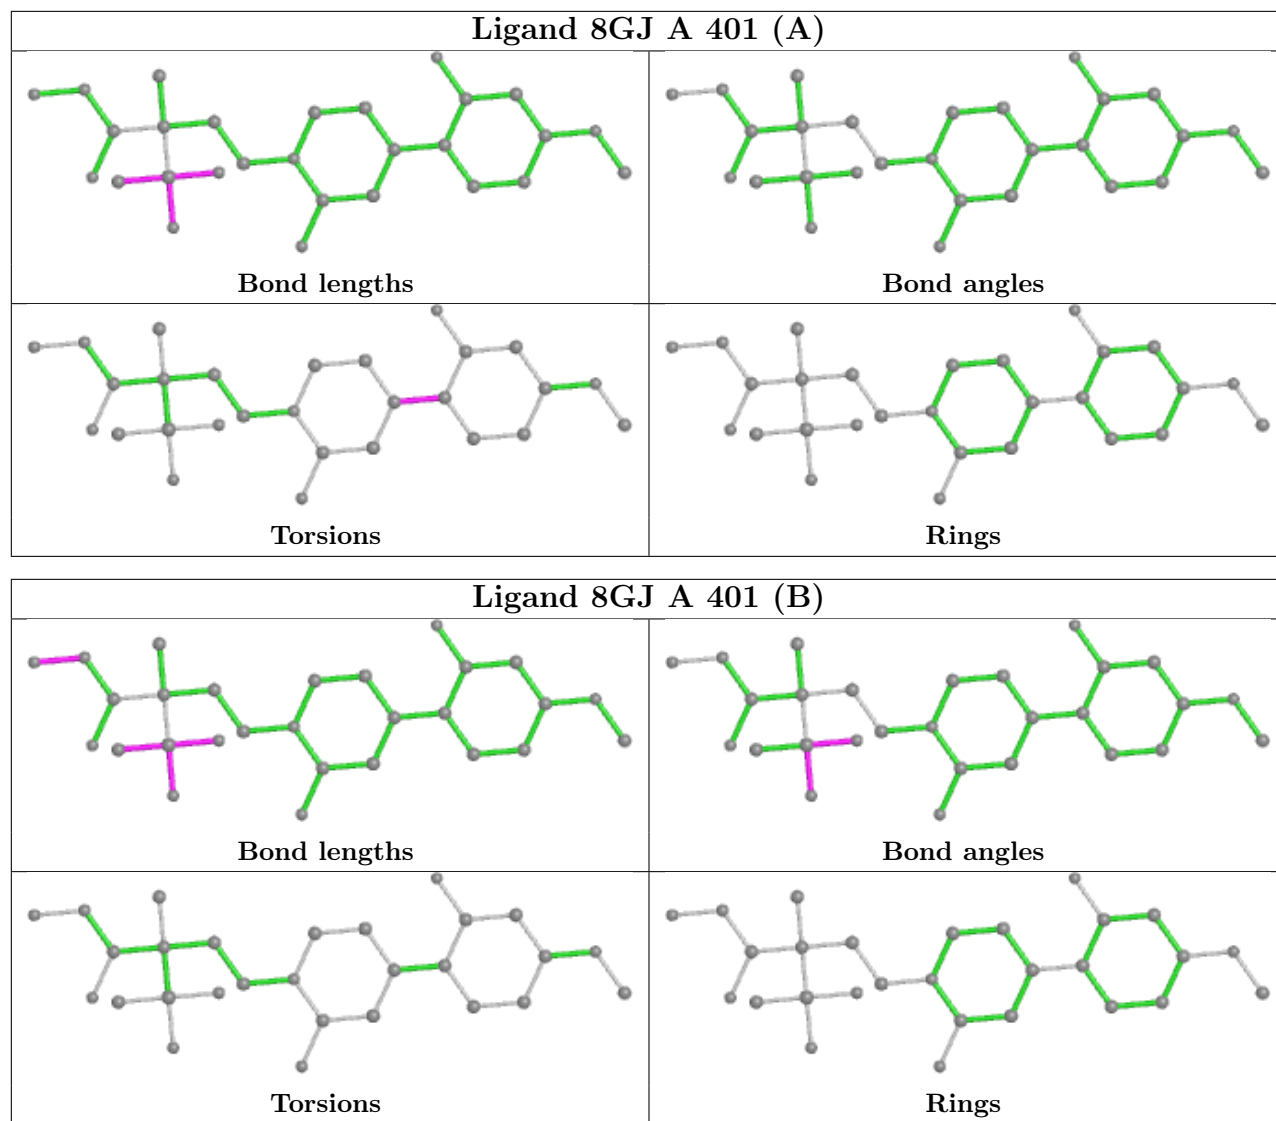 Ligand 8GJ A 401 (A)
Bond lengths
Bond angles
Torsions
Rings
Ligand 8GJ A 401 (B)
Bond lengths
Bond angles
Torsions
Rings